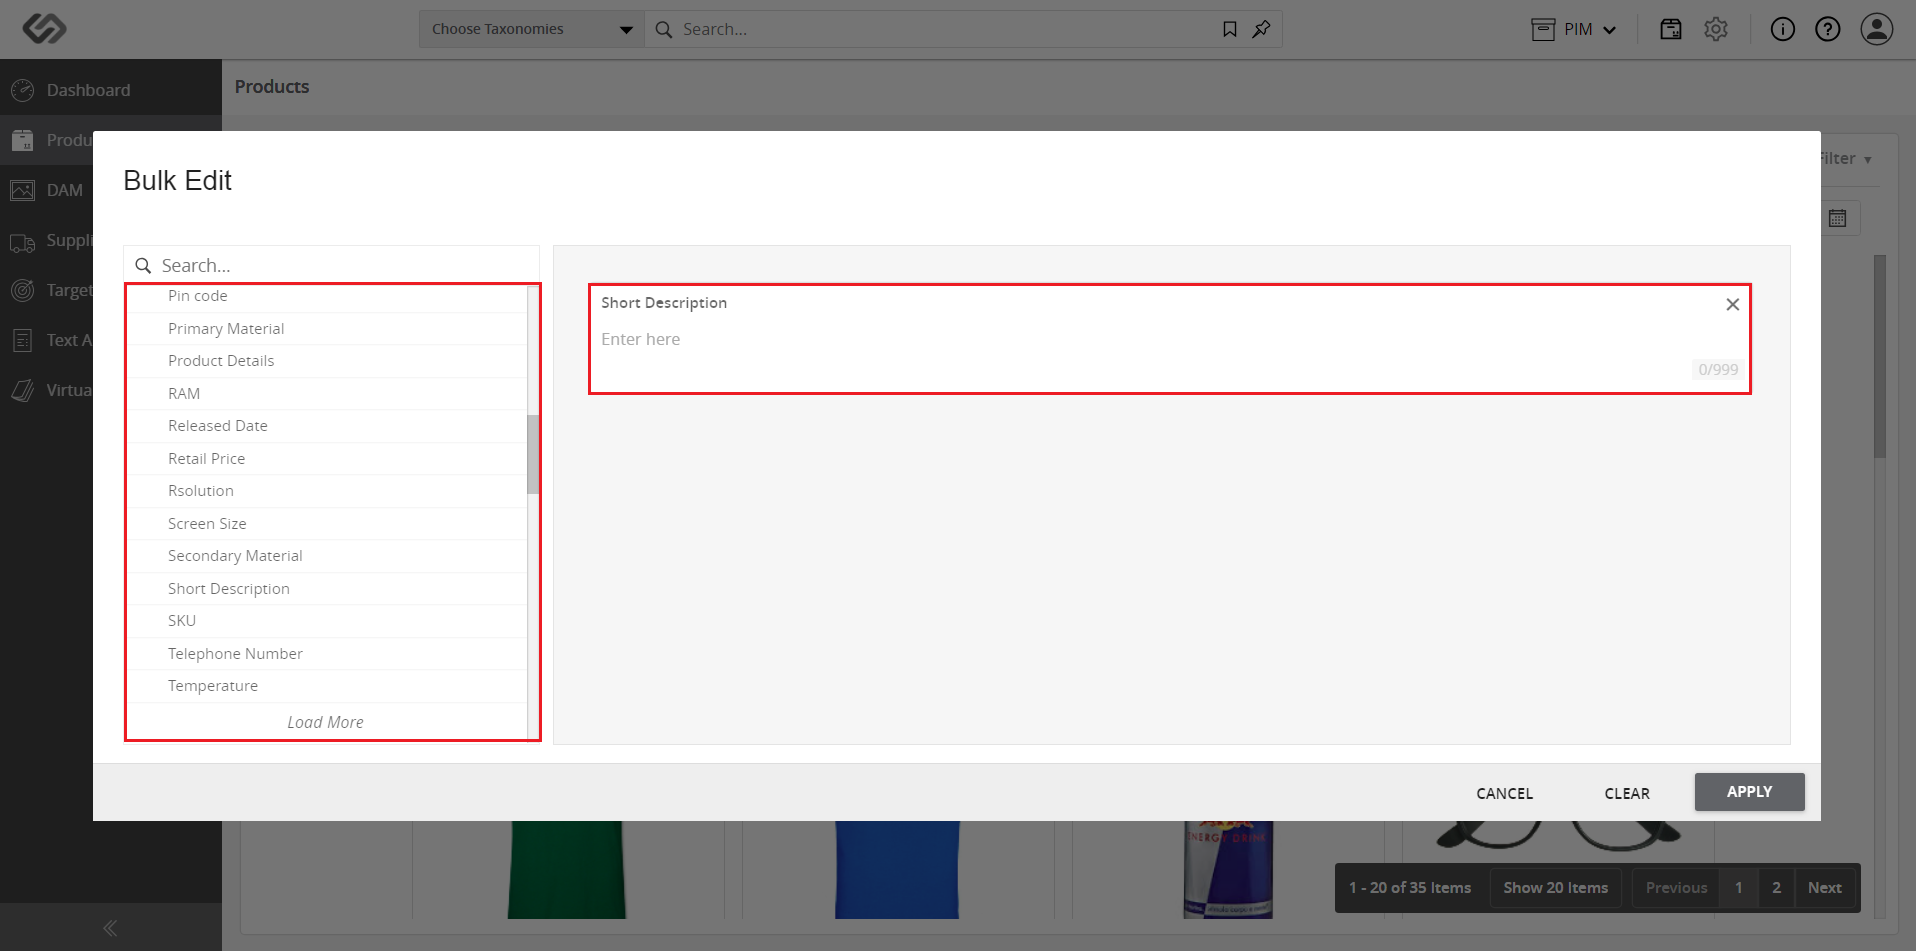 Choose Taxonomies
Search...
PIM
Dashboard
Products
Produ
DAM
Suppli
Target
Text A
Virtua
Filter
Bulk Edit
Search...
Pin code
Primary Material
Product Details
RAM
Released Date
Retail Price
Rsolution
Screen Size
Secondary Material
Short Description
SKU
Telephone Number
Temperature
Load More
Short Description
Enter here
0/999
CANCEL
CLEAR
APPLY
ENERGY DRINK
1 - 20 of 35 Items
Show 20 Items
Previous
1
2
Next